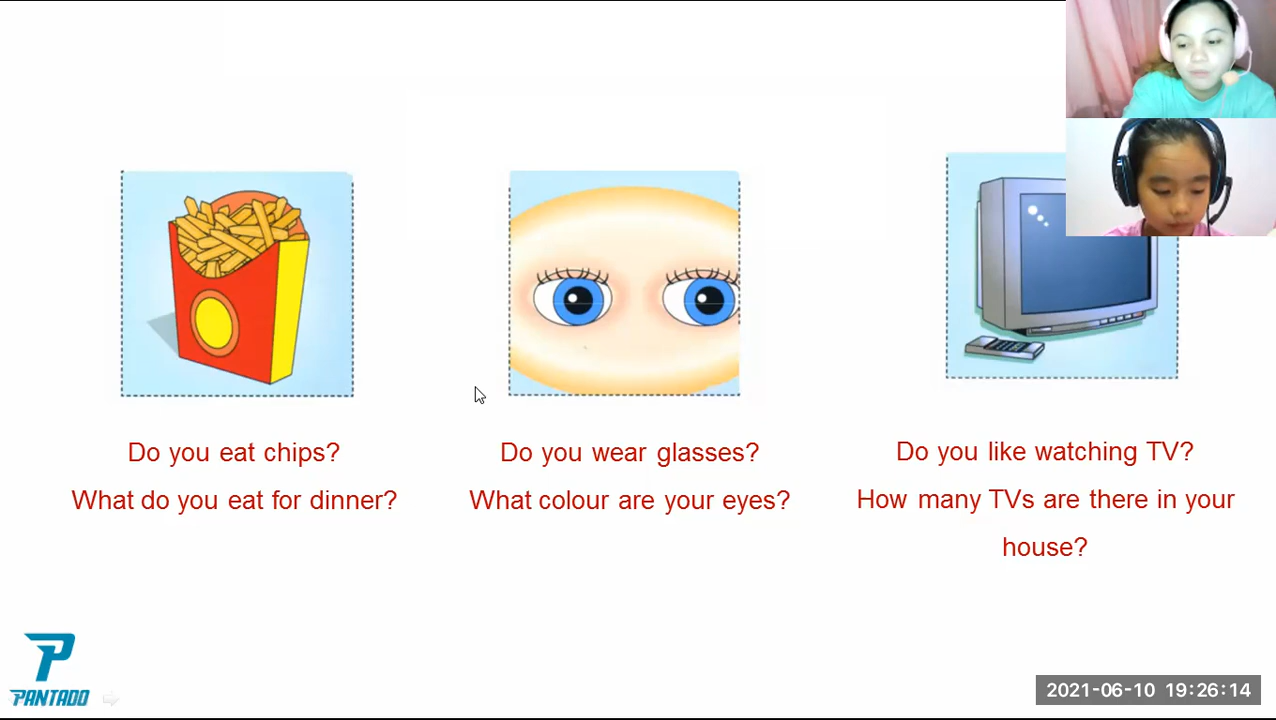 Do you eat chips?
What do you eat for dinner?
Do you wear glasses?
What colour are your eyes?
Do you like watching TV?
How many TVs are there in your
house?
PANTADO
2021-06-10 19:26:14